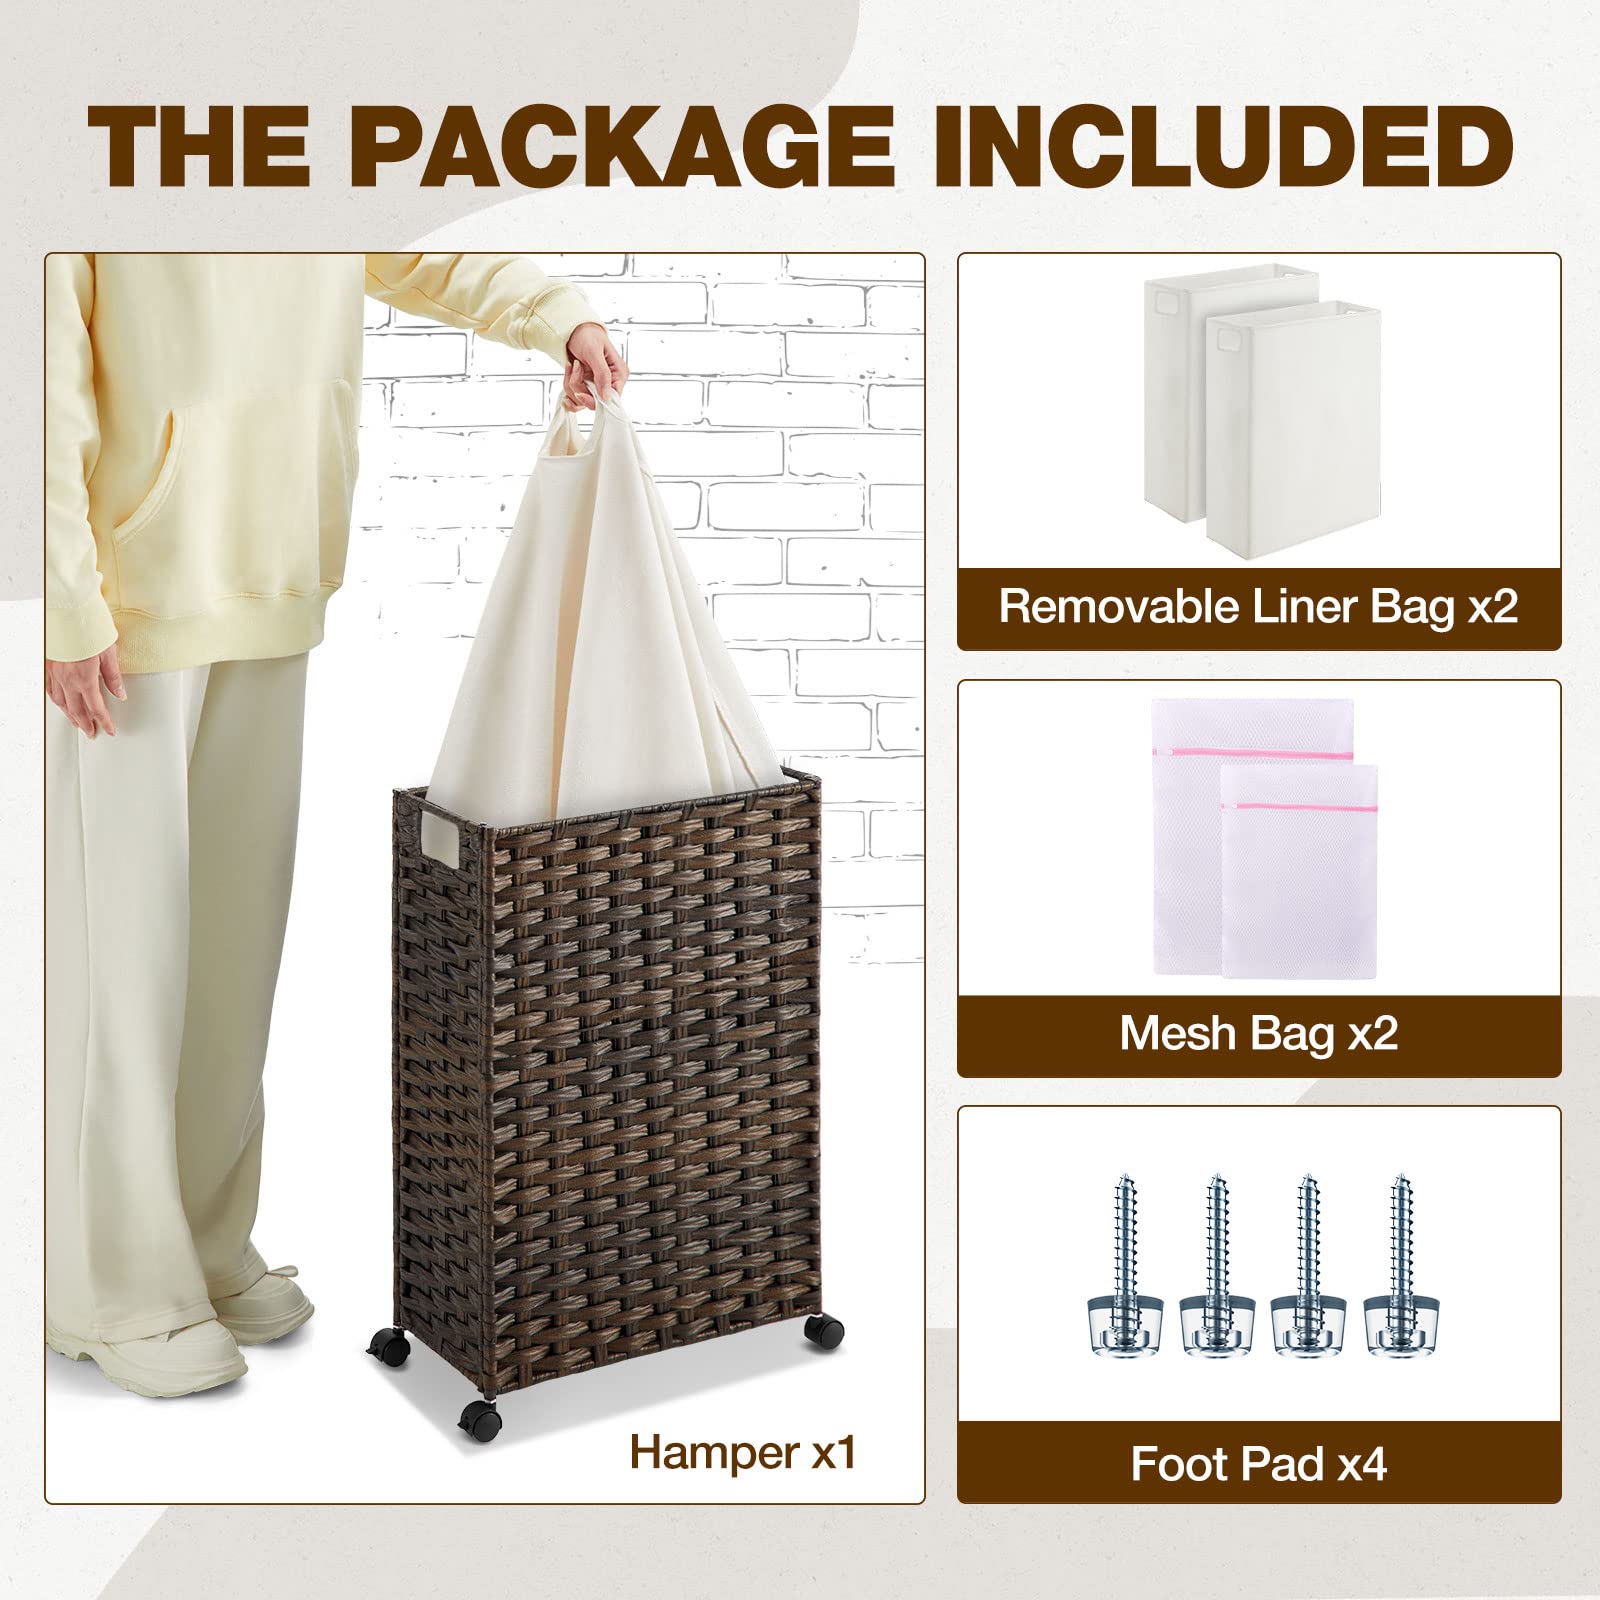 THE PACKAGE INCLUDED
Hamper x1
Removable Liner Bag x2
Mesh Bag x2
Foot Pad x4